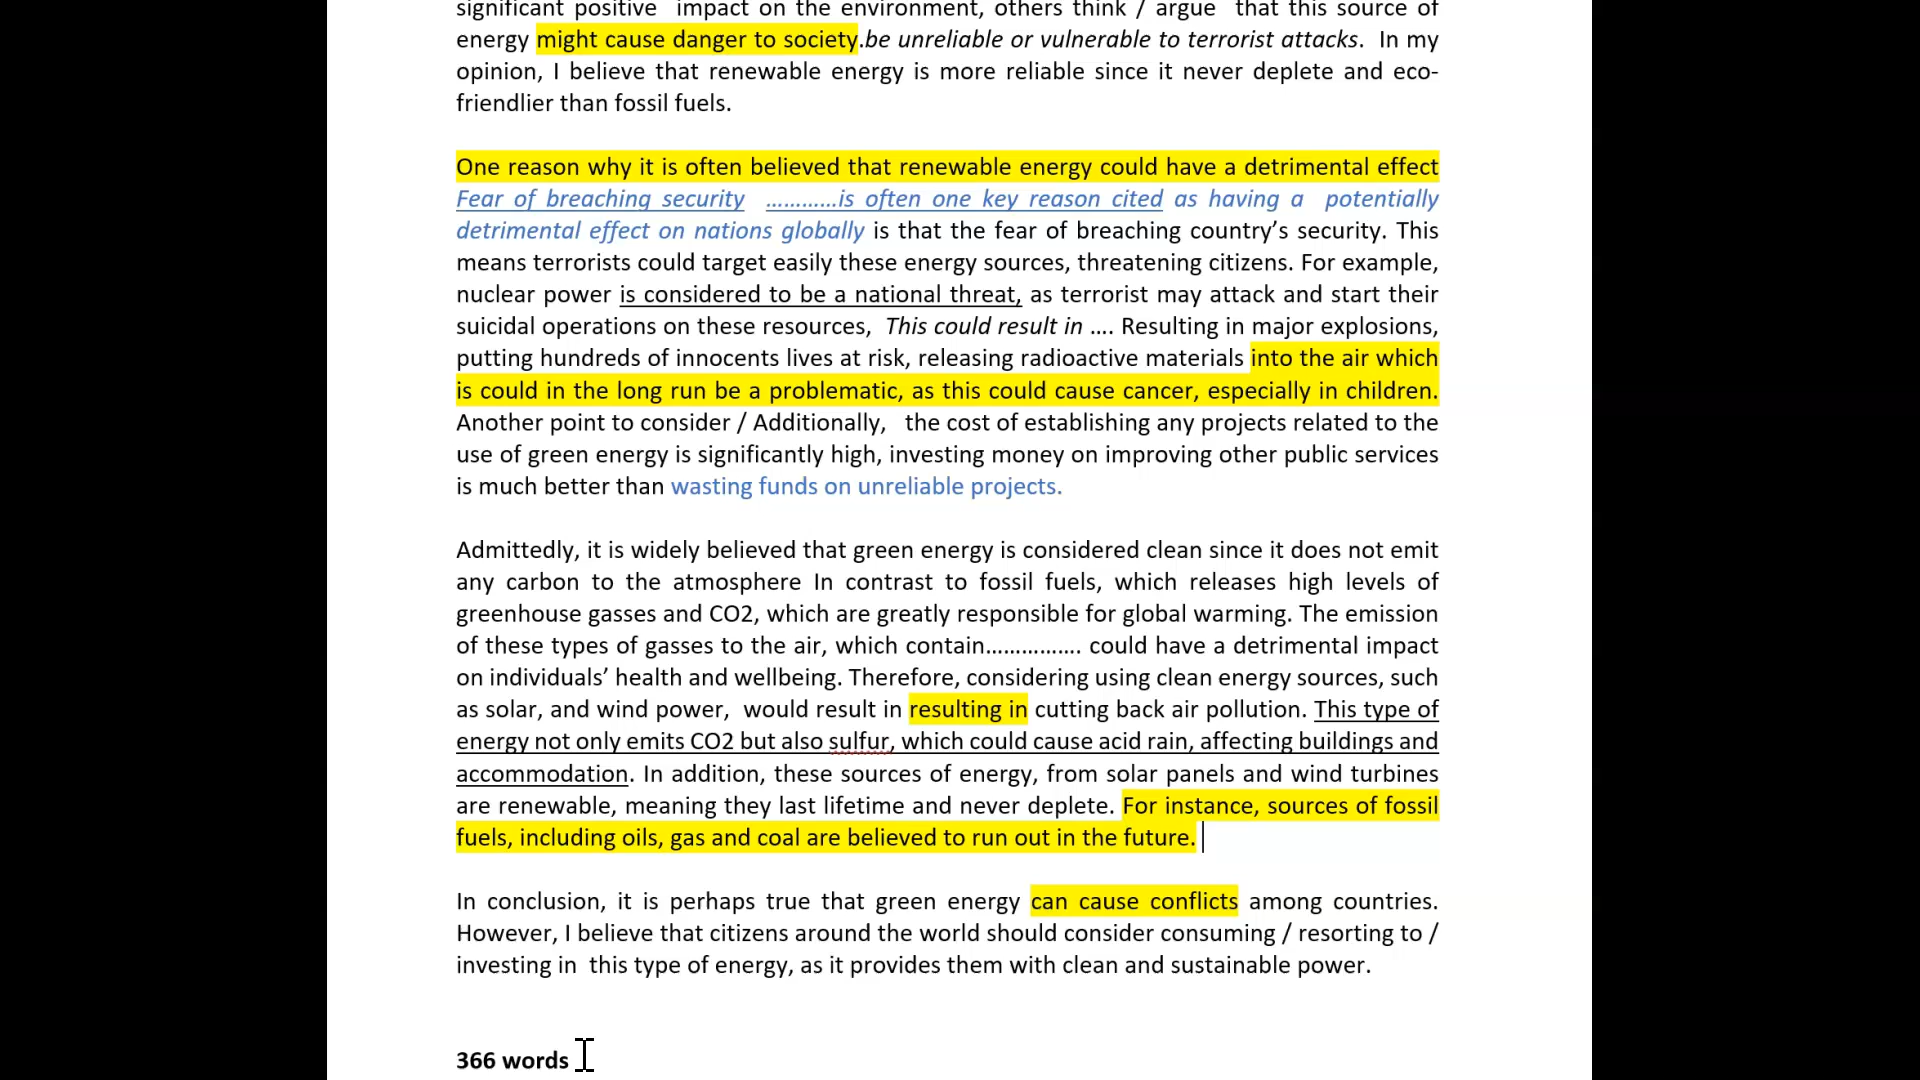 significant positive impact on the environment, others think / argue that this source of
energy might cause danger to society.be unreliable or vulnerable to terrorist attacks. In my
opinion, I believe that renewable energy is more reliable since it never deplete and eco-
friendlier than fossil fuels.
One reason why it is often believed that renewable energy could have a detrimental effect
Fear of breaching security …………is often one key reason cited as having a potentially
detrimental effect on nations globally is that the fear of breaching country’s security. This
means terrorists could target easily these energy sources, threatening citizens. For example,
nuclear power is considered to be a national threat, as terrorist may attack and start their
suicidal operations on these resources, This could result in …. Resulting in major explosions,
putting hundreds of innocents lives at risk, releasing radioactive materials into the air which
is could in the long run be a problematic, as this could cause cancer, especially in children.
Another point to consider / Additionally, the cost of establishing any projects related to the
use of green energy is significantly high, investing money on improving other public services
is much better than wasting funds on unreliable projects.
Admittedly, it is widely believed that green energy is considered clean since it does not emit
any carbon to the atmosphere In contrast to fossil fuels, which releases high levels of
greenhouse gasses and CO2, which are greatly responsible for global warming. The emission
of these types of gasses to the air, which contain……………. could have a detrimental impact
on individuals’ health and wellbeing. Therefore, considering using clean energy sources, such
as solar, and wind power, would result in resulting in cutting back air pollution. This type of
energy not only emits CO2 but also sulfur, which could cause acid rain, affecting buildings and
accommodation. In addition, these sources of energy, from solar panels and wind turbines
are renewable, meaning they last lifetime and never deplete. For instance, sources of fossil
fuels, including oils, gas and coal are believed to run out in the future.
In conclusion, it is perhaps true that green energy can cause conflicts among countries.
However, I believe that citizens around the world should consider consuming / resorting to /
investing in this type of energy, as it provides them with clean and sustainable power.
366 words